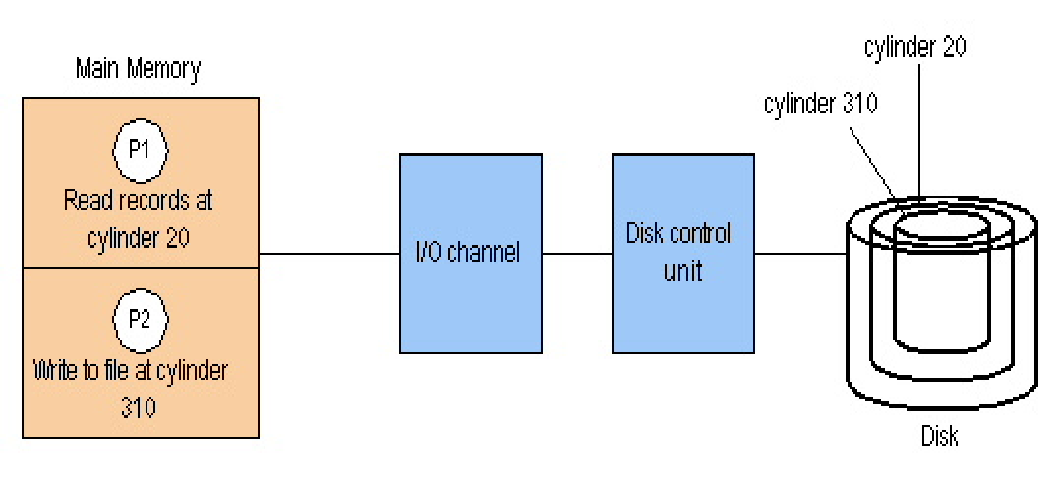 Main Memory
P1
Read records at
cylinder 20
P2
Write to file at cylinder
310
I/O channel
Disk control
unit
cylinder 20
cylinder 310
Disk